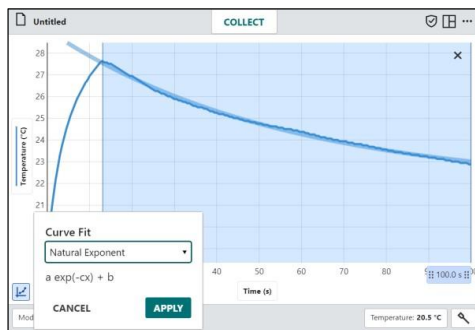 Untitled
COLLECT
28
27
26
25
24
23
22
21
Temperature (°C)
Curve Fit
Natural Exponent
a exp(-cx) + b
CANCEL
APPLY
40 50 60 70 80
100.0 s
Time (s)
Mod
Temperature: 20.5 °C